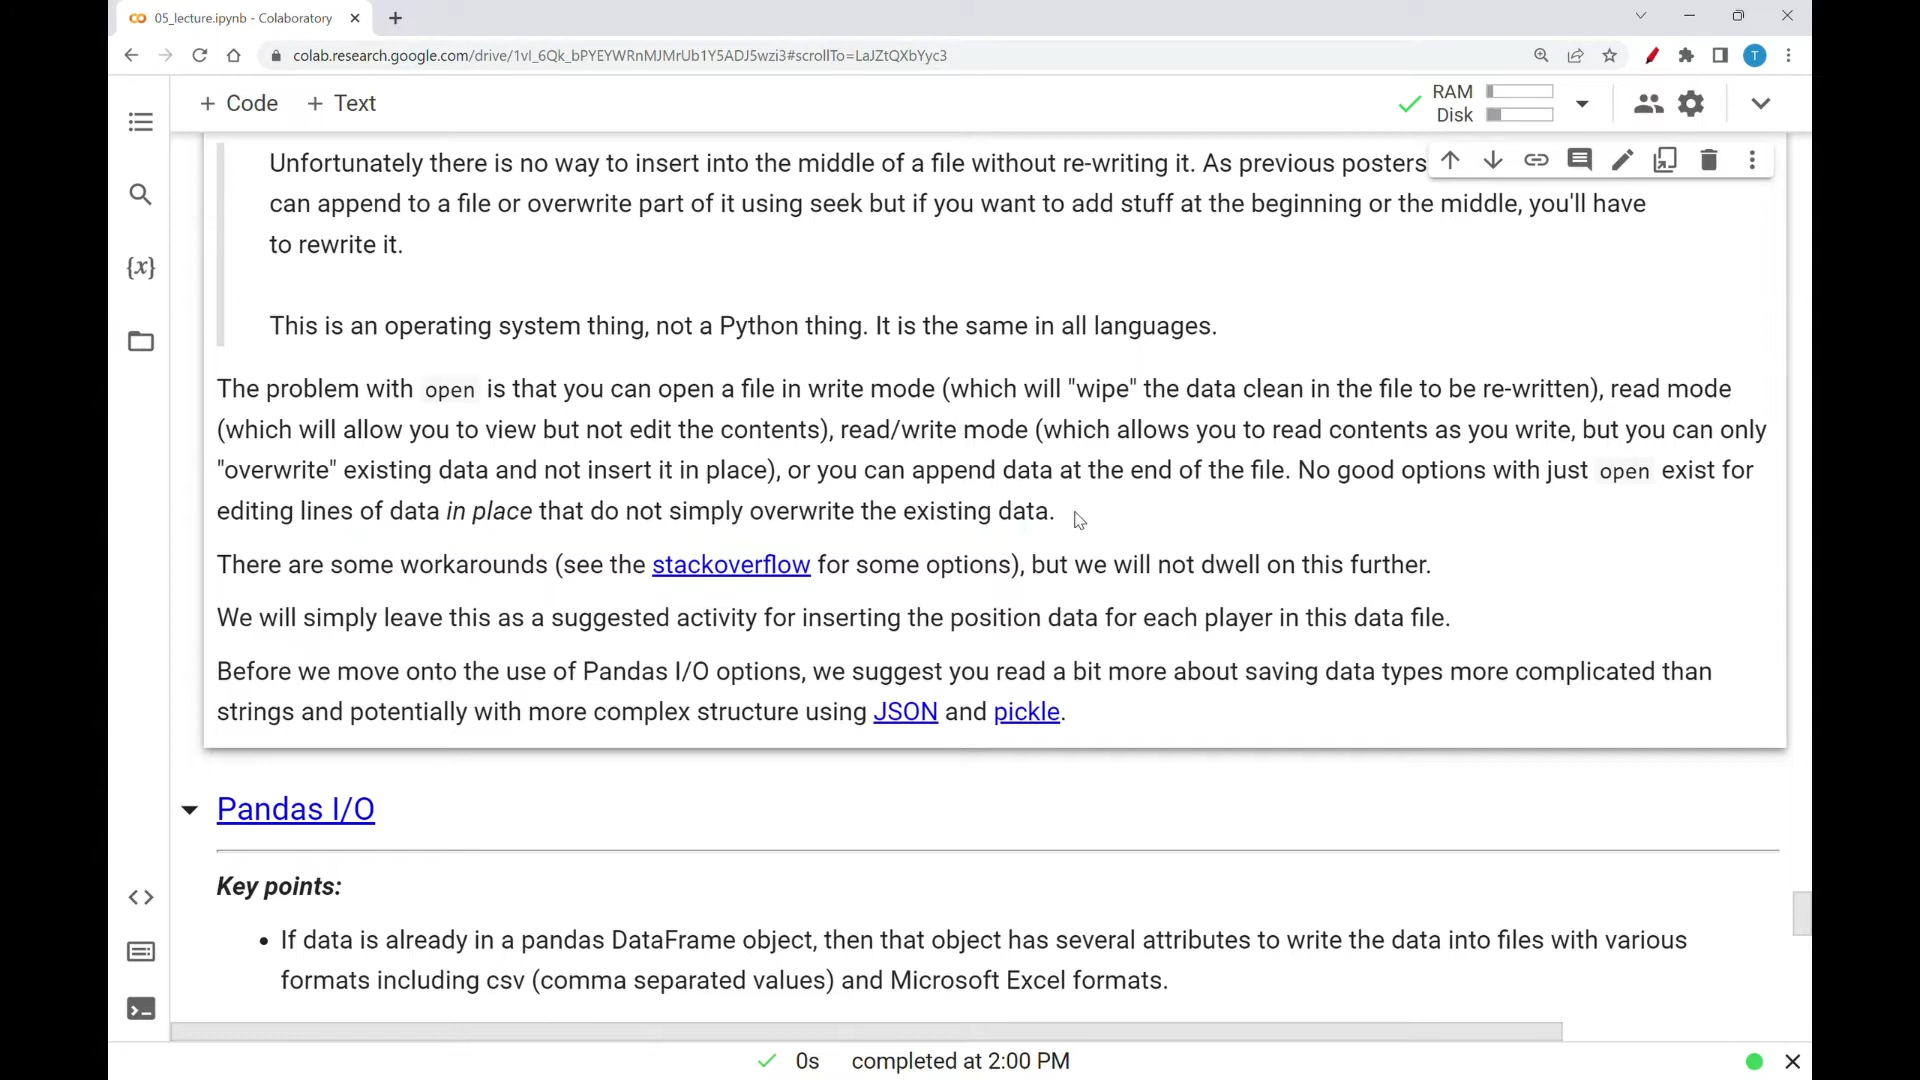 05_lecture.ipynb - Colaboratory
colab.research.google.com/drive/1vI_6Qk_bPYEYWRnMJMrUb1Y5ADJ5wzi3#scrollTo=LaJZtQXbYyc3
T
+ Code + Text
RAM
Disk
Unfortunately there is no way to insert into the middle of a file without re-writing it. As previous posters
can append to a file or overwrite part of it using seek but if you want to add stuff at the beginning or the middle, you'll have
to rewrite it.
{x}
This is an operating system thing, not a Python thing. It is the same in all languages.
The problem with open is that you can open a file in write mode (which will "wipe" the data clean in the file to be re-written), read mode
(which will allow you to view but not edit the contents), read/write mode (which allows you to read contents as you write, but you can only
"overwrite" existing data and not insert it in place), or you can append data at the end of the file. No good options with just open exist for
editing lines of data in place that do not simply overwrite the existing data.
There are some workarounds (see the stackoverflow for some options), but we will not dwell on this further.
We will simply leave this as a suggested activity for inserting the position data for each player in this data file.
Before we move onto the use of Pandas I/O options, we suggest you read a bit more about saving data types more complicated than
strings and potentially with more complex structure using JSON and pickle.
Pandas I/O
Key points:
• If data is already in a pandas DataFrame object, then that object has several attributes to write the data into files with various
formats including csv (comma separated values) and Microsoft Excel formats.
0s completed at 2:00 PM